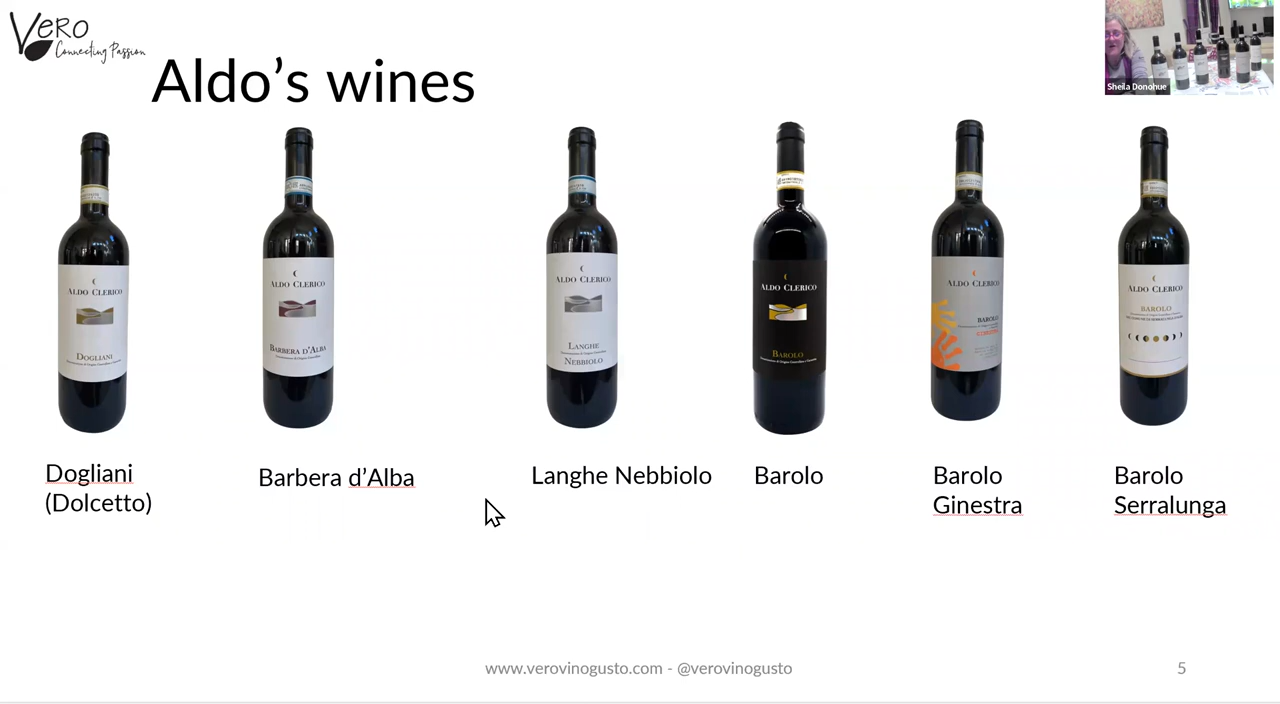 VERO
Connecting Passion
Aldo's wines
Sheila Donohue
ALDO CLERICO
DOGLIANI
ALDO CLERICO
BARBERA D'ALBA
ALDO CLERICO
LANGHE
NEBBIOLO
ALDO CLERICO
BAROLO
ALDO CLERICO
BAROLO
ALDO CLERICO
BAROLO
Dogliani
(Dolcetto)
Barbera d'Alba
Langhe Nebbiolo
Barolo
Barolo
Ginestra
Barolo
Serralunga
www.verovinogusto.com - @verovinogusto
5